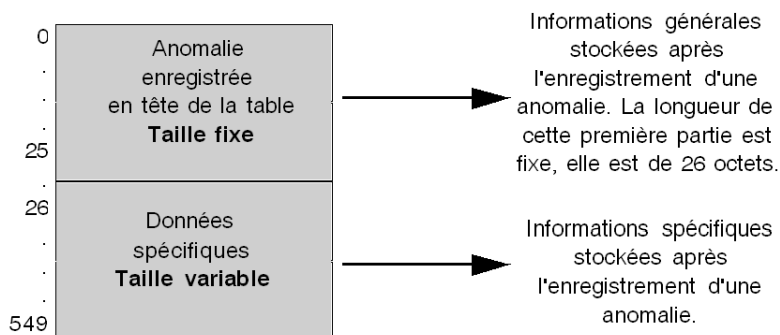 0
.
.
.
25
.
26
.
.
.
549
Anomalie
enregistrée
en tête de la table
Taille fixe
Informations générales
stockées après
l'enregistrement d'une
anomalie. La longueur de
cette première partie est
fixe, elle est de 26 octets.
Données
spécifiques
Taille variable
Informations spécifiques
stockées après
l'enregistrement d'une
anomalie.